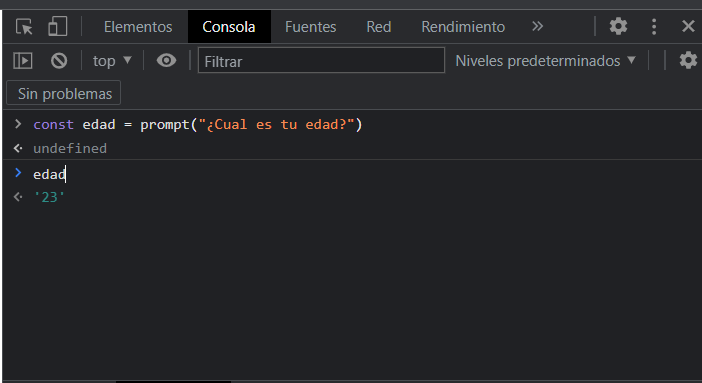 Elementos Consola Fuentes Red Rendimiento »
top ▼ Filtrar Niveles predeterminados ▼
Sin problemas
> const edad = prompt("¿Cual es tu edad?")
undefined
> edad
'23'